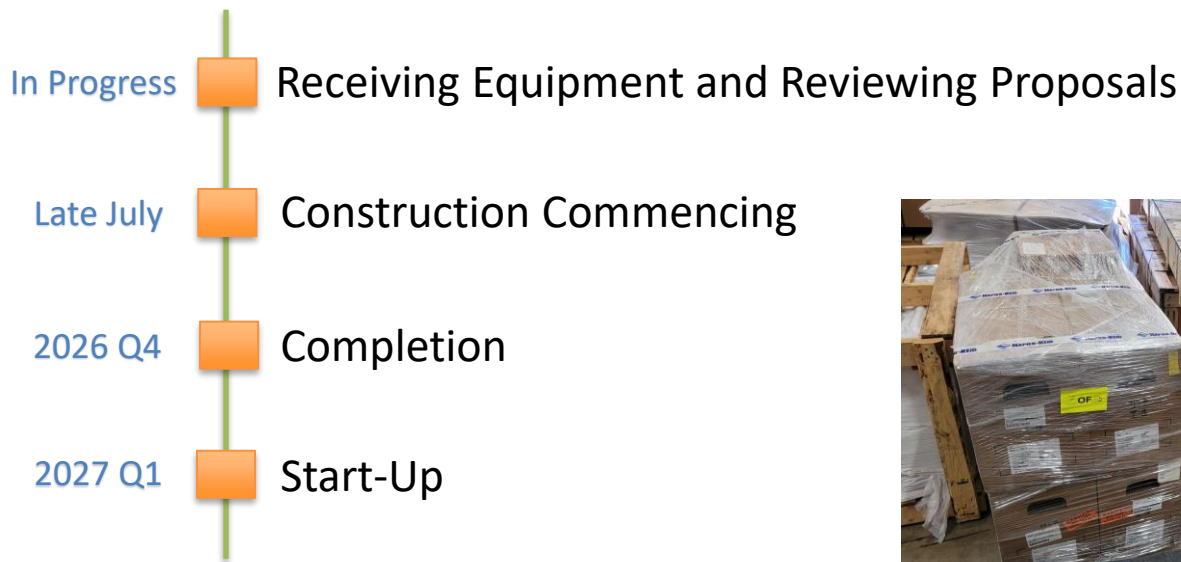 In Progress Receiving Equipment and Reviewing Proposals
Late July Construction Commencing
2026 Q4 Completion
2027 Q1 Start-Up
OF